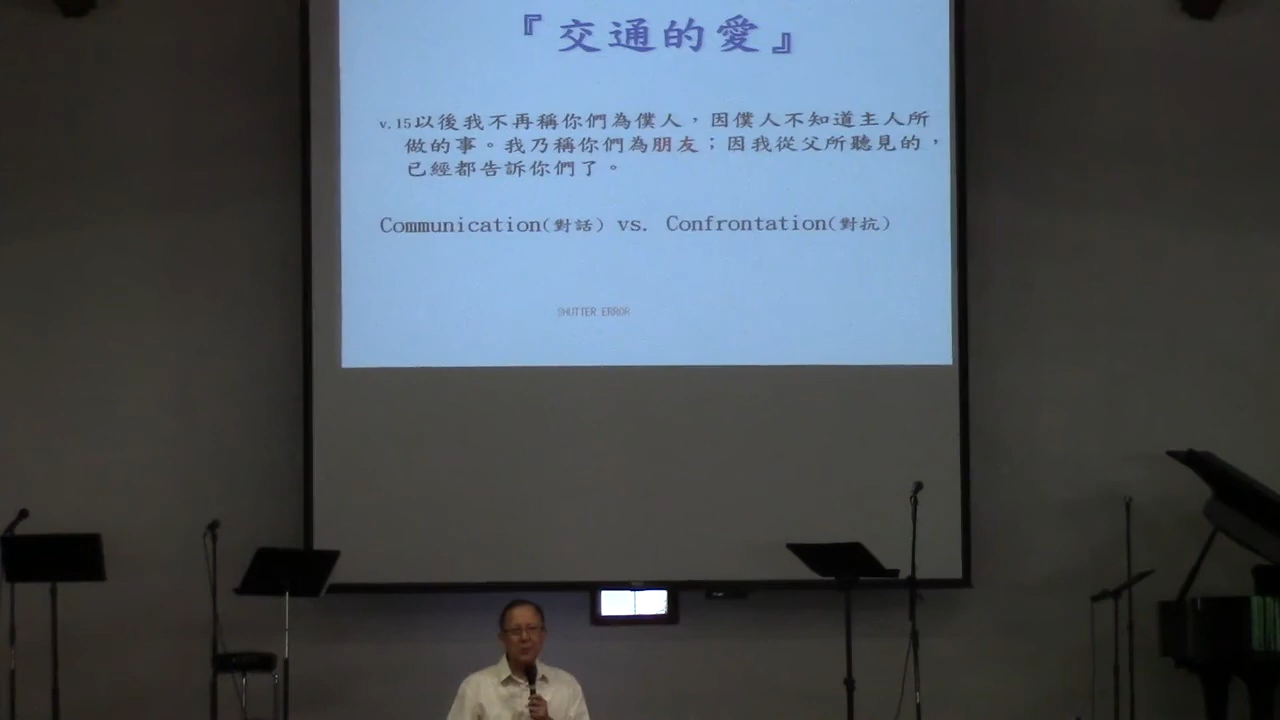 『交通的愛』
v.15以後我不再稱你們為僕人，因僕人不知道主人所
做的事。我乃稱你們為朋友；因我從父所聽見的，
已經都告訴你們了。
Communication(對話) vs. Confrontation(對抗)
SHUTTER ERROR